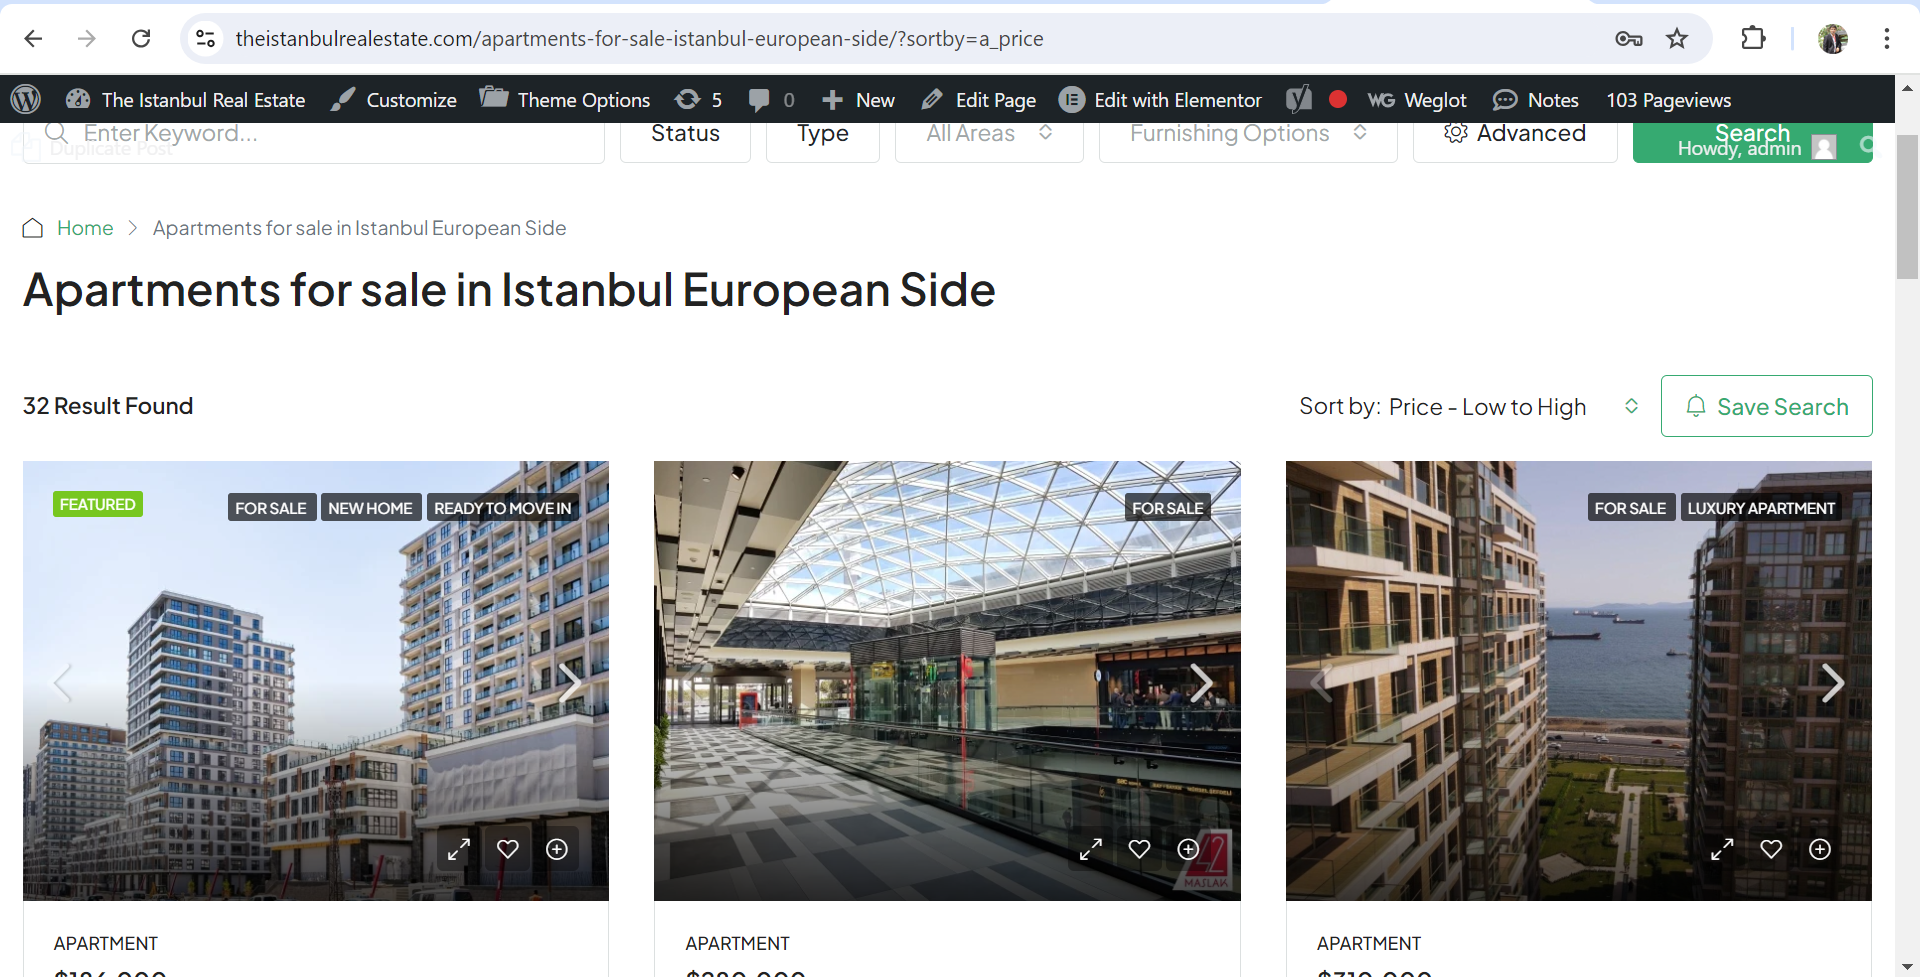 theistanbulrealestate.com/apartments-for-sale-istanbul-european-side/?sortby=a_price
The Istanbul Real Estate Customize Theme Options 5 0 New Edit Page Edit with Elementor Weglot Notes 103 Pageviews
Enter Keyword... Status Type All Areas Furnishing Options Advanced Search
Duplicate Post Howdy, admin
Home > Apartments for sale in Istanbul European Side
Apartments for sale in Istanbul European Side
32 Result Found Sort by: Price - Low to High Save Search
FEATURED FOR SALE NEW HOME READY TO MOVE IN
FOR SALE
FOR SALE LUXURY APARTMENT
42
MASLAK
APARTMENT APARTMENT APARTMENT